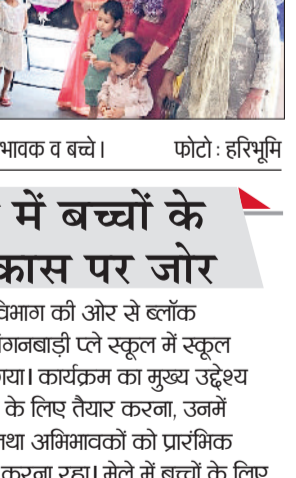 भावक व बच्चे। फोटो : हरिभूमि
में बच्चों के
कास पर जोर
विभाग की ओर से ब्लॉक
गनबाड़ी प्ले स्कूल में स्कूल
गया। कार्यक्रम का मुख्य उद्देश्य
के लिए तैयार करना, उनमें
तथा अभिभावकों को प्रारंभिक
करना रहा। मेले में बच्चों के लिए